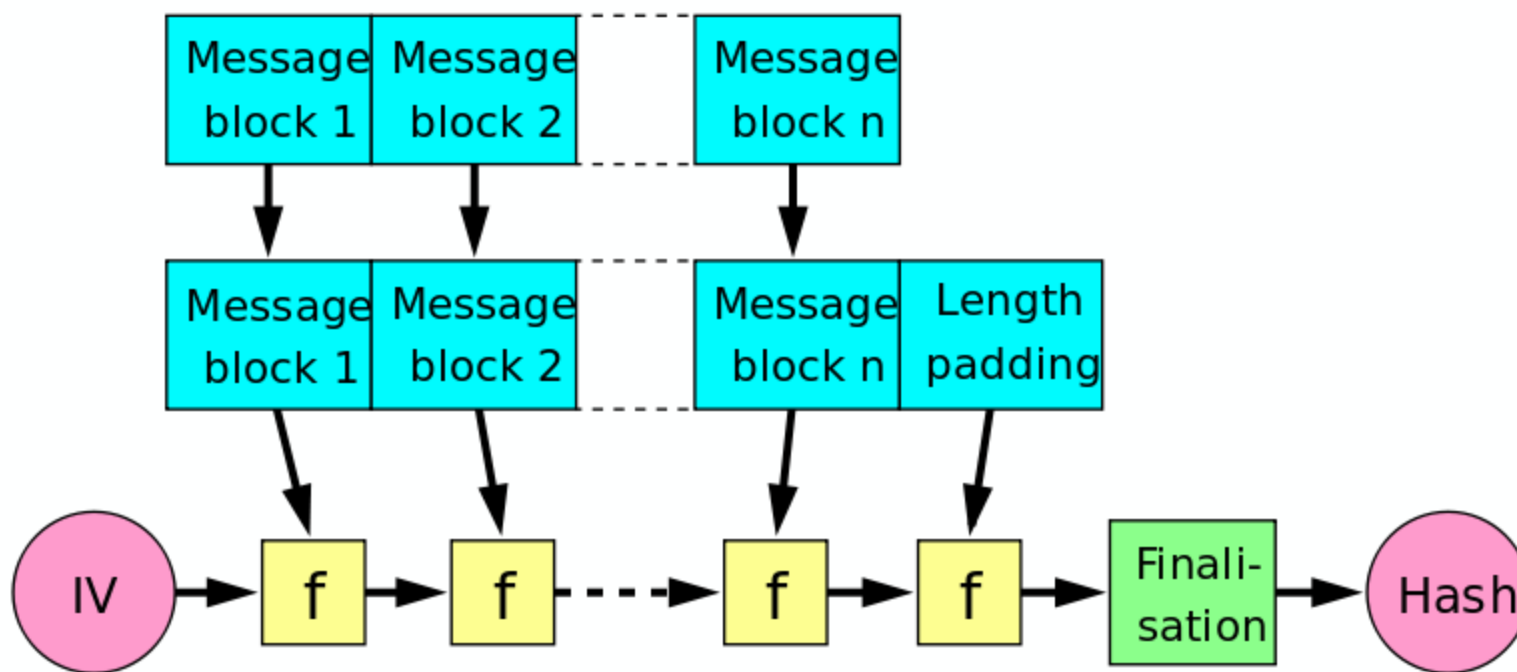 Message
block 1
Message
block 2
Message
block n
Message
block 1
Message
block 2
Message
block n
Length
padding
IV
f
f
f
f
Finali-
sation
Hash